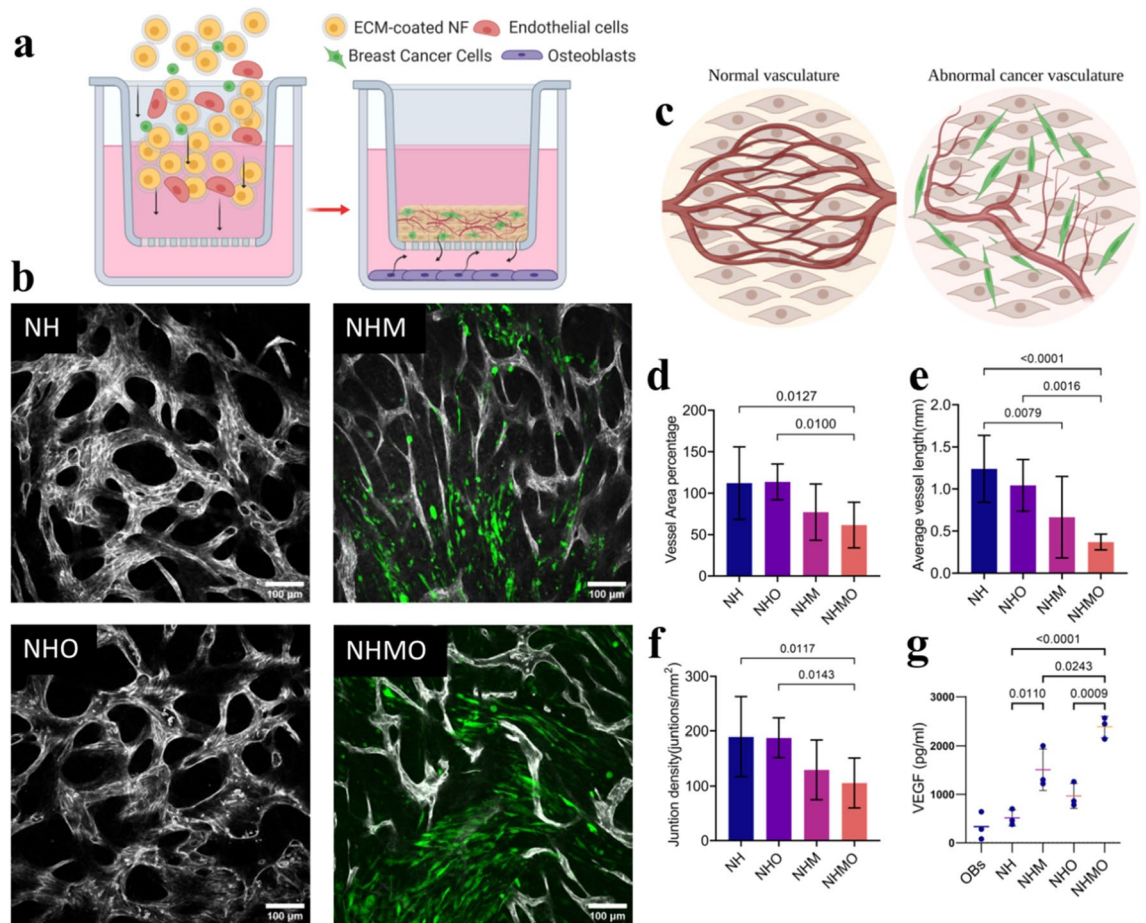 a
ECM-coated NF
Endothelial cells
Breast Cancer Cells
Osteoblasts
b
NH
100 μm
NHM
100 μm
NHO
100 μm
NHMO
100 μm
c
Normal vasculature
Abnormal cancer vasculature
d
0.0127
0.0100
Vessel Area percentage
200
150
100
50
0
NH
NHO
NHM
NHMO
e
<0.0001
0.0016
0.0079
Average vessel length(mm)
2.0
1.5
1.0
0.5
0.0
NH
NHO
NHM
NHMO
f
0.0117
0.0143
Juntion density(juntions/mm²)
300
200
100
0
NH
NHO
NHM
NHMO
g
<0.0001
0.0243
0.0110
0.0009
VEGF (pg/ml)
3000
2000
1000
0
OBs
NH
NHM
NHO
NHMO